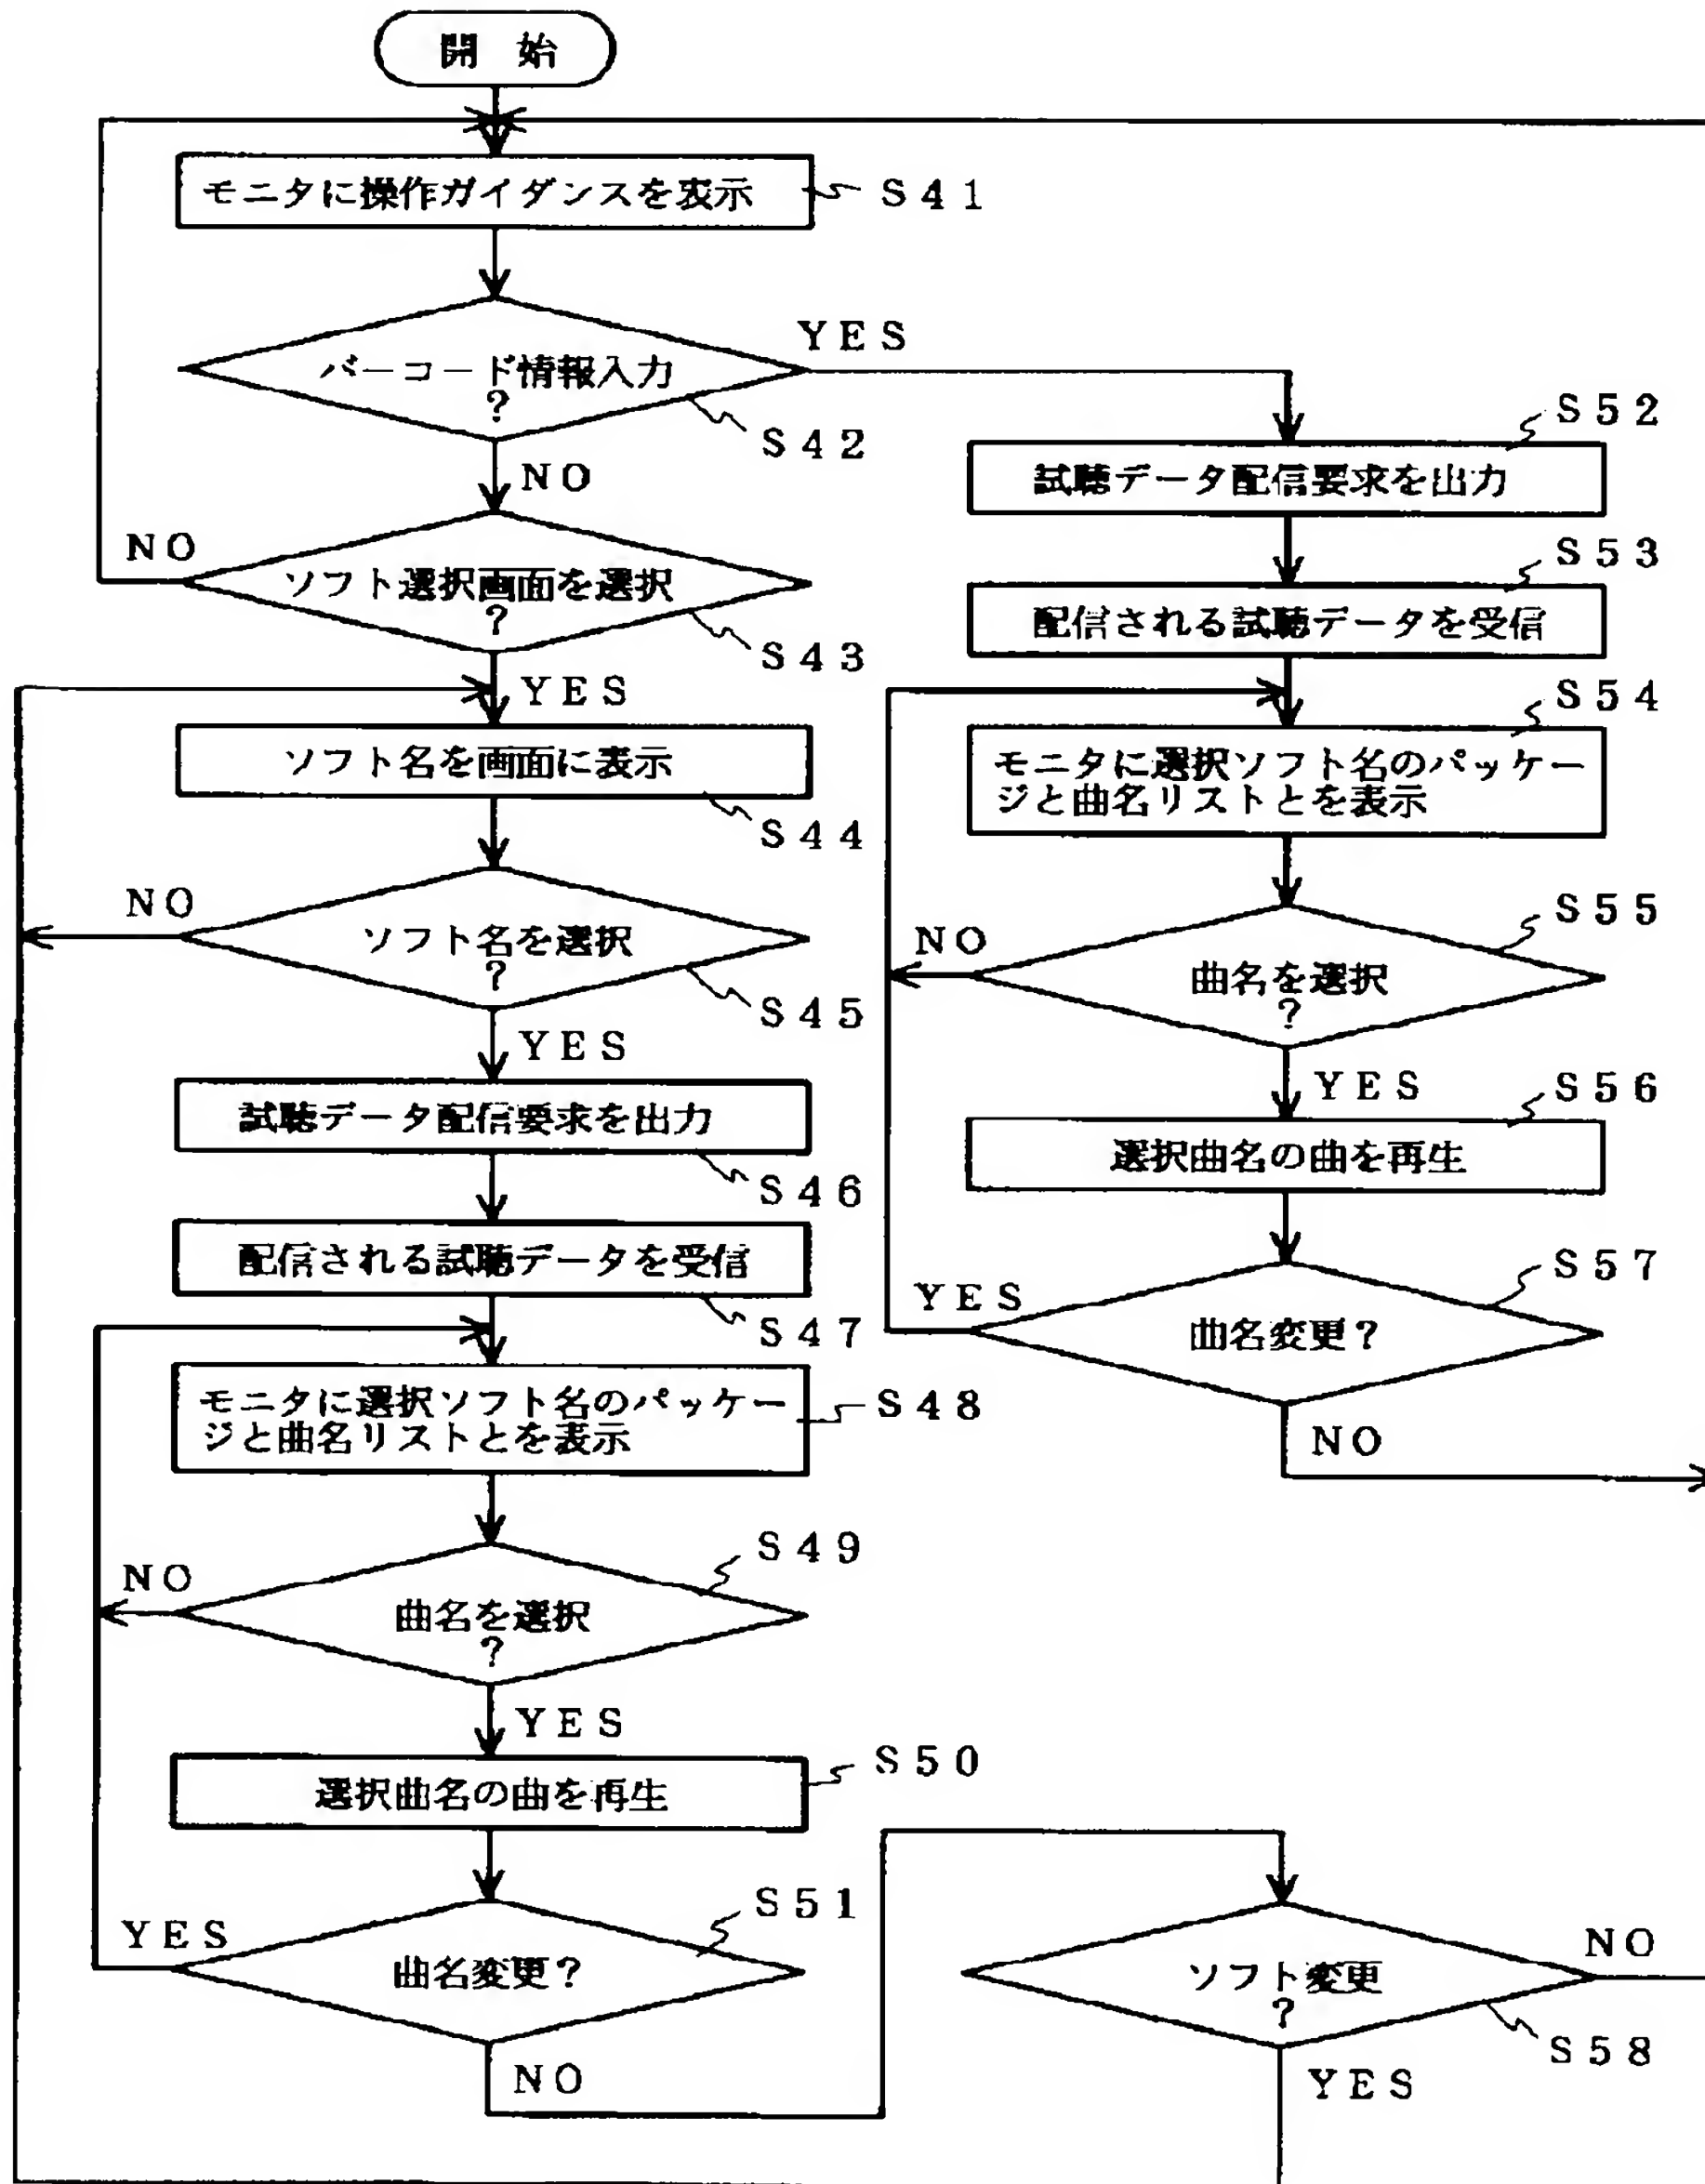 開 始
モニタに操作ガイダンスを表示
S41
バーコード情報入力
?
YES
S42
NO
ソフト選択画面を選択
?
NO
S43
YES
ソフト名を画面に表示
S44
ソフト名を選択
?
NO
S45
YES
試聴データ配信要求を出力
S46
配信される試聴データを受信
S47
モニタに選択ソフト名のパッケー
ジと曲名リストとを表示
S48
曲名を選択
?
S49
NO
YES
選択曲名の曲を再生
S50
曲名変更?
S51
YES
NO
S52
試聴データ配信要求を出力
S53
配信される試聴データを受信
S54
モニタに選択ソフト名のパッケー
ジと曲名リストとを表示
S55
曲名を選択
?
NO
YES
S56
選択曲名の曲を再生
S57
曲名変更?
YES
NO
ソフト変更
?
NO
S58
YES